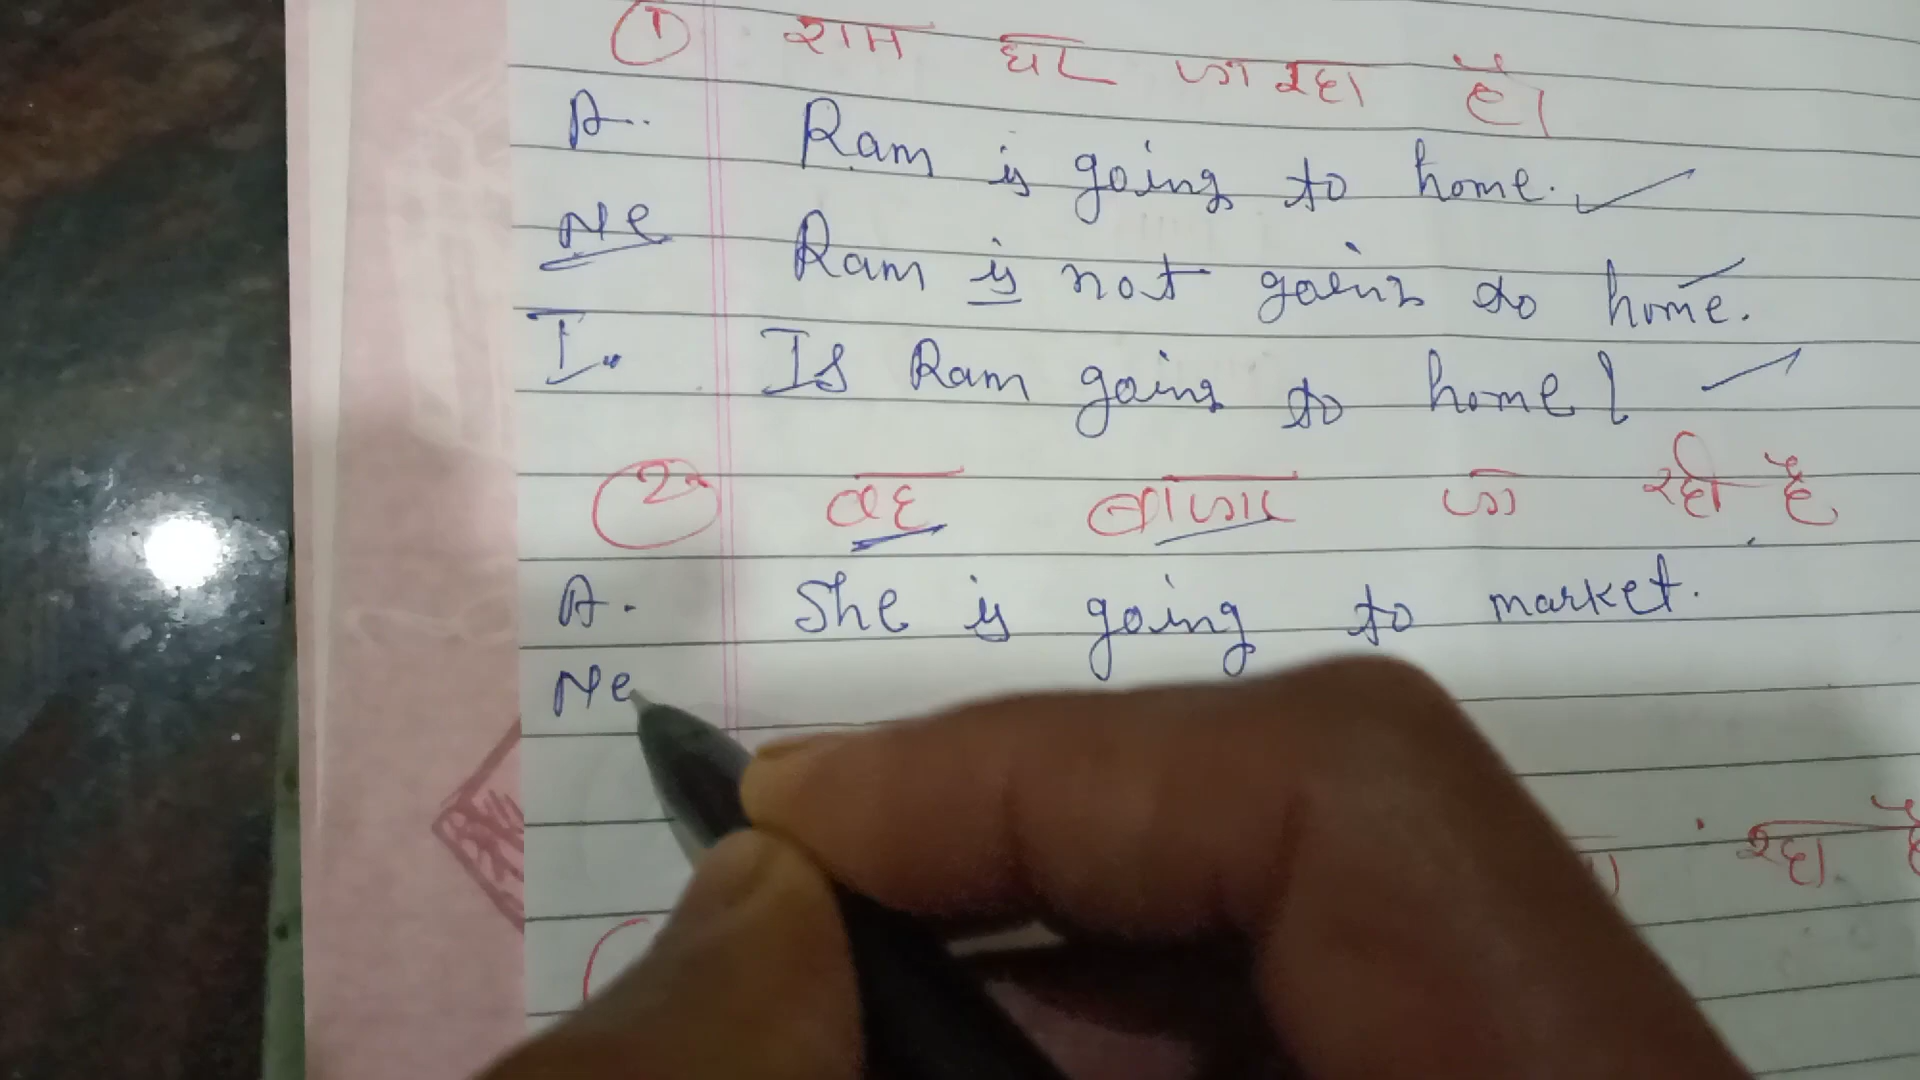 ① राम घर जा रहा है।
A.. Ram is going to home.
Ne Ram is not going to home.
I.. Is Ram going to home?
② वह बाजार जा रही है
A. She is going to market.
Ne
रहा है